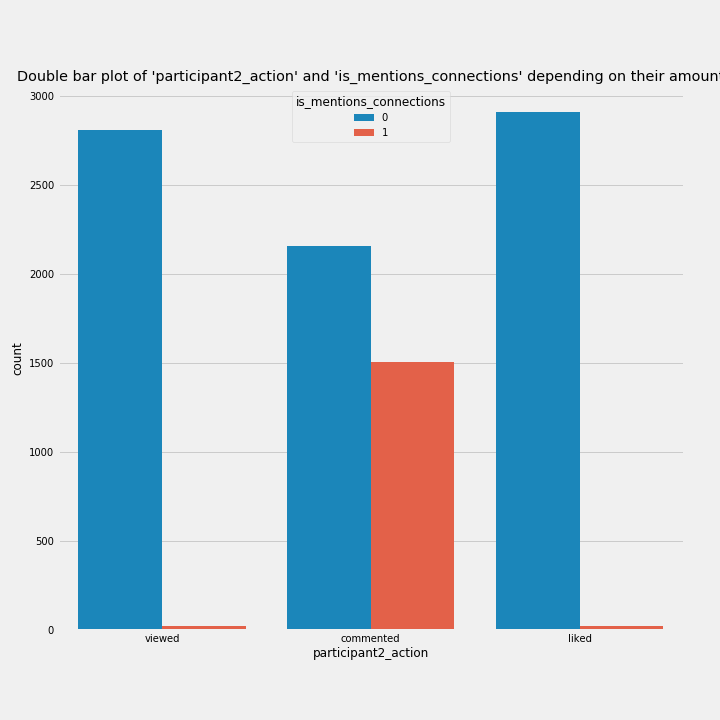 Double bar plot of 'participant2_action' and 'is_mentions_connections' depending on their amount
3000
2500
2000
1500
1000
500
0
count
is_mentions_connections
0
1
viewed
commented
liked
participant2_action